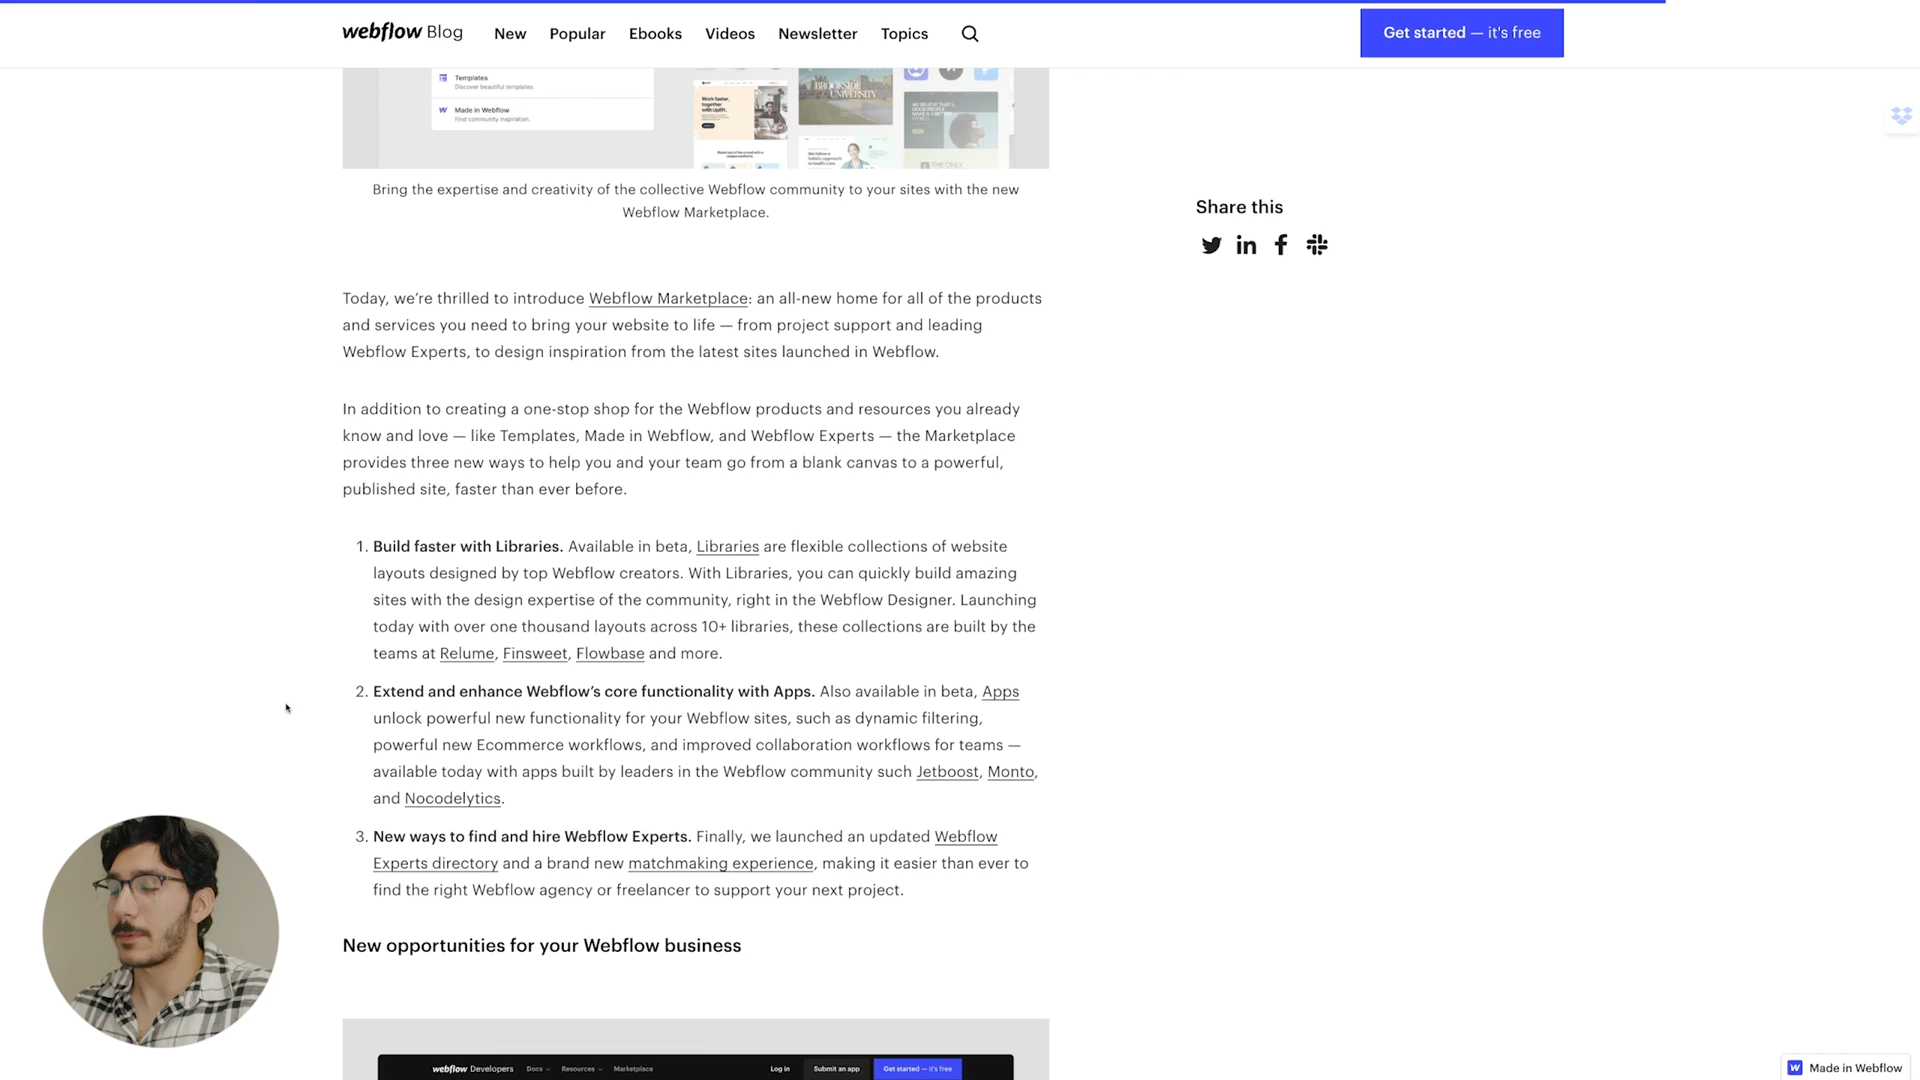 webflow Blog New Popular Ebooks Videos Newsletter Topics
Get started — it's free
Templates
Discover beautiful templates.
Made in Webflow
Find community inspiration.
Work faster,
together
with Uplift.
BROOKSIDE
UNIVERSITY
Bring the expertise and creativity of the collective Webflow community to your sites with the new
Webflow Marketplace.
Share this
Today, we’re thrilled to introduce Webflow Marketplace: an all-new home for all of the products
and services you need to bring your website to life — from project support and leading
Webflow Experts, to design inspiration from the latest sites launched in Webflow.
In addition to creating a one-stop shop for the Webflow products and resources you already
know and love — like Templates, Made in Webflow, and Webflow Experts — the Marketplace
provides three new ways to help you and your team go from a blank canvas to a powerful,
published site, faster than ever before.
1. Build faster with Libraries. Available in beta, Libraries are flexible collections of website
layouts designed by top Webflow creators. With Libraries, you can quickly build amazing
sites with the design expertise of the community, right in the Webflow Designer. Launching
today with over one thousand layouts across 10+ libraries, these collections are built by the
teams at Relume, Finsweet, Flowbase and more.
2. Extend and enhance Webflow’s core functionality with Apps. Also available in beta, Apps
unlock powerful new functionality for your Webflow sites, such as dynamic filtering,
powerful new Ecommerce workflows, and improved collaboration workflows for teams —
available today with apps built by leaders in the Webflow community such Jetboost, Monto,
and Nocodelytics.
3. New ways to find and hire Webflow Experts. Finally, we launched an updated Webflow
Experts directory and a brand new matchmaking experience, making it easier than ever to
find the right Webflow agency or freelancer to support your next project.
New opportunities for your Webflow business
webflow Developers Docs Resources Marketplace Log in Submit an app Get started — it's free
Made in Webflow